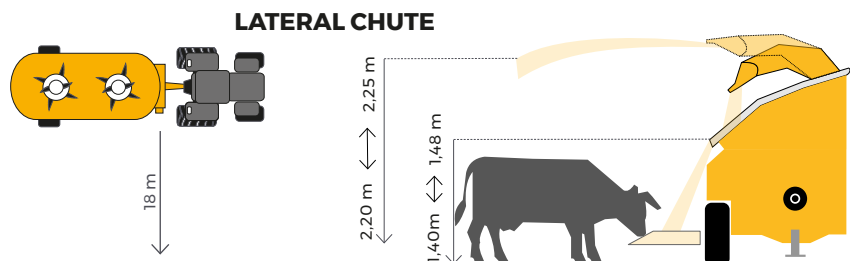 LATERAL CHUTE
18 m
2,25 m
2,20 m
1,48 m
1,40m